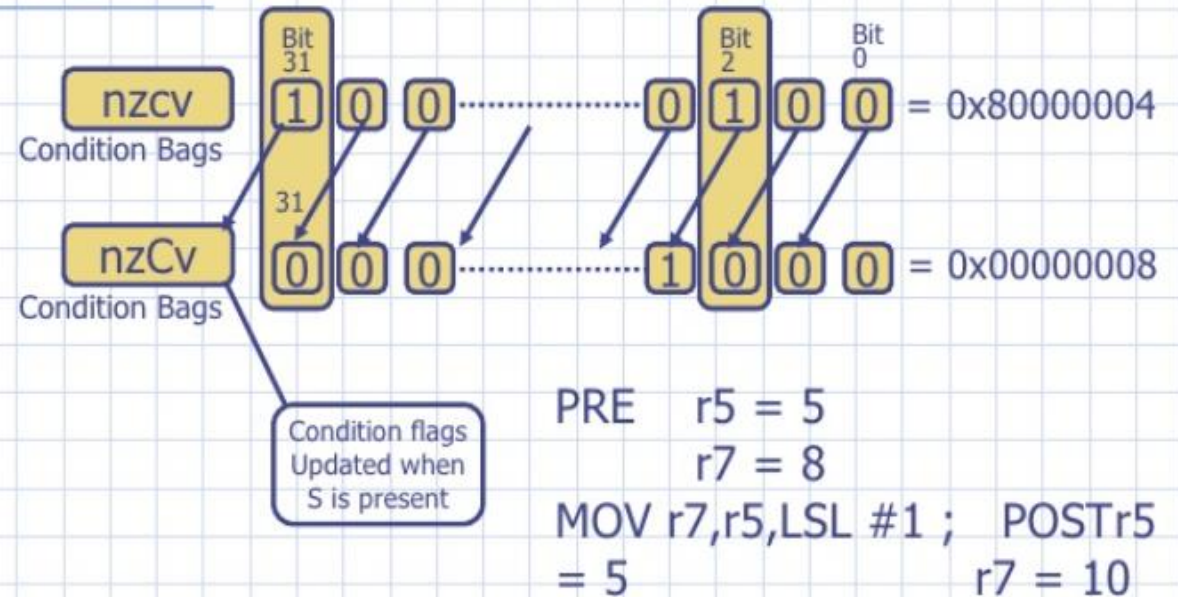 Bit
31
Bit
2
Bit
0
nzcv
1 0 0 0 1 0 0 = 0x80000004
Condition Bags
31
nzCv
0 0 0 1 0 0 0 = 0x00000008
Condition Bags
Condition flags
Updated when
S is present
PRE r5 = 5
r7 = 8
MOV r7,r5,LSL #1 ; POSTr5
= 5 r7 = 10